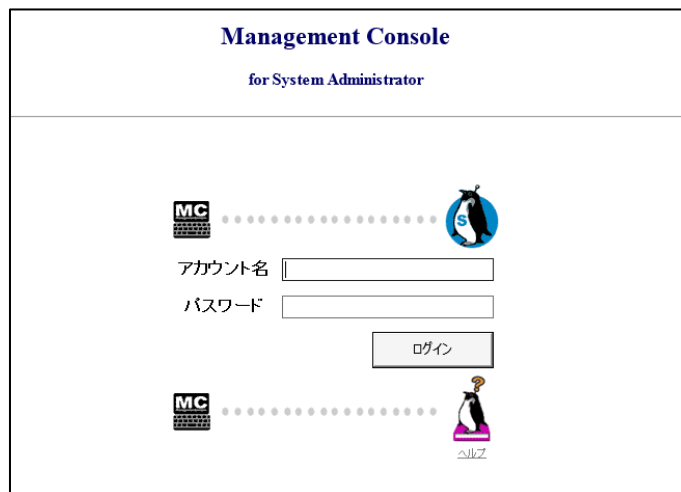 Management Console
for System Administrator
MC
S
アカウント名
パスワード
ログイン
MC
?
ヘルプ